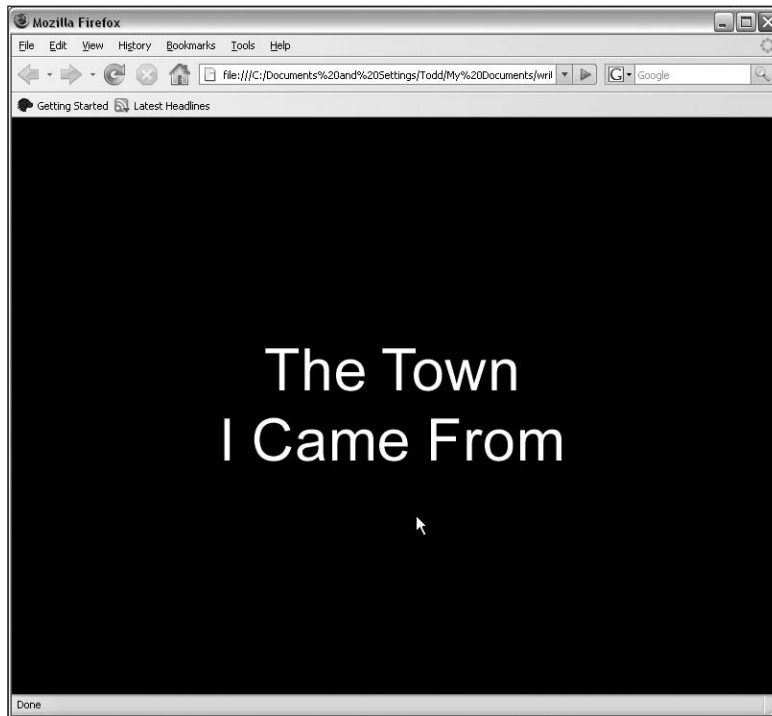 Mozilla Firefox
File Edit View History Bookmarks Tools Help
file:///C:/Documents%20and%20Settings/Todd/My%20Documents/wri G Google
Getting Started Latest Headlines
The Town
I Came From
Done